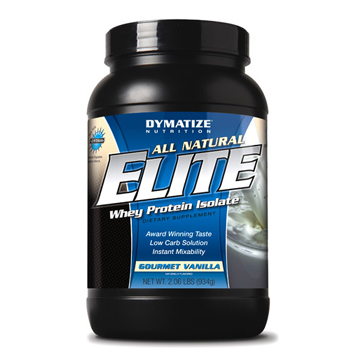 DYMATIZE
NUTRITION
ALL NATURAL
ELITE
Whey Protein Isolate
DIETARY SUPPLEMENT
Award Winning Taste
Low Carb Solution
Instant Mixability
GOURMET VANILLA
NET WT. 2.06 LBS (934g)